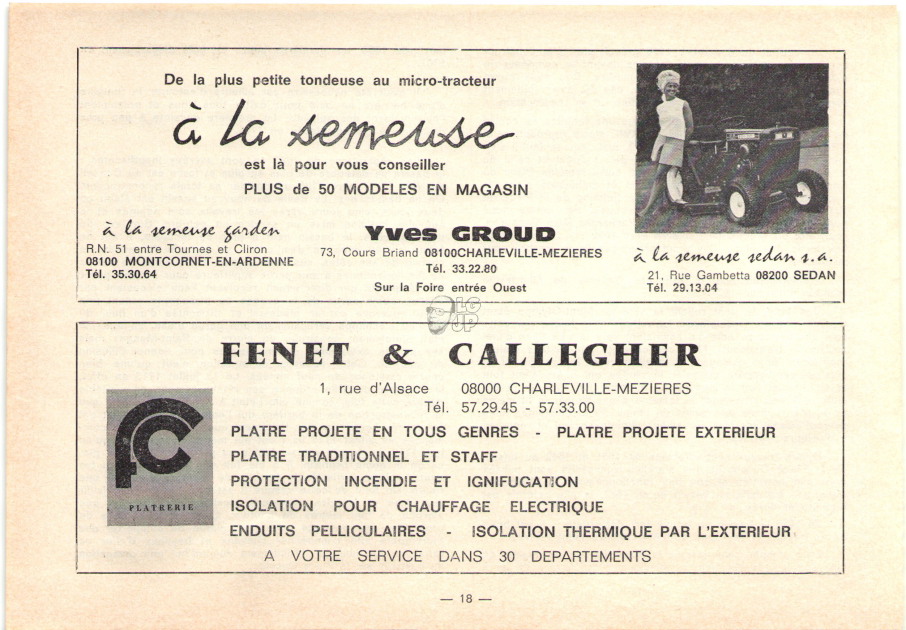 De la plus petite tondeuse au micro-tracteur
à la semeuse
est là pour vous conseiller
PLUS de 50 MODELES EN MAGASIN
à la semeuse garden
R.N. 51 entre Tournes et Cliron
08100 MONTCORNET-EN-ARDENNE
Tél. 35.30.64
Yves GROUD
73, Cours Briand 08100CHARLEVILLE-MEZIERES
Tél. 33.22.80
Sur la Foire entrée Ouest
à la semeuse sedan s.a.
21, Rue Gambetta 08200 SEDAN
Tél. 29.13.04
LG
JP
FENET & CALLEGHER
1, rue d'Alsace 08000 CHARLEVILLE-MEZIERES
Tél. 57.29.45 - 57.33.00
PLATRERIE
PLATRE PROJETE EN TOUS GENRES - PLATRE PROJETE EXTERIEUR
PLATRE TRADITIONNEL ET STAFF
PROTECTION INCENDIE ET IGNIFUGATION
ISOLATION POUR CHAUFFAGE ELECTRIQUE
ENDUITS PELLICULAIRES - ISOLATION THERMIQUE PAR L'EXTERIEUR
A VOTRE SERVICE DANS 30 DEPARTEMENTS
— 18 —